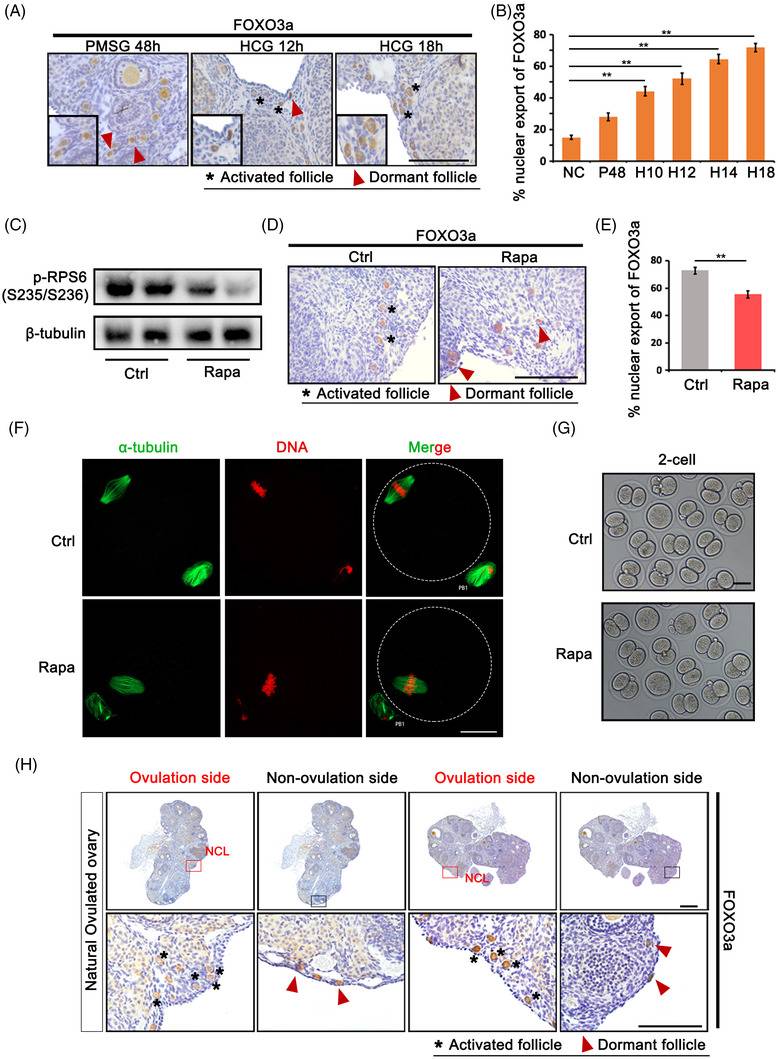 (A)
FOXO3a
PMSG 48h HCG 12h HCG 18h
* * * *
* Activated follicle Dormant follicle
(B)
% nuclear export of FOXO3a
80
60
40
20
0
** ** ** **
NC P48 H10 H12 H14 H18
(C)
p-RPS6
(S235/S236)
β-tubulin
Ctrl Rapa
(D)
FOXO3a
Ctrl Rapa
* *
* Activated follicle Dormant follicle
(E)
% nuclear export of FOXO3a
80
60
40
20
0
**
Ctrl Rapa
(F)
α-tubulin DNA Merge
Ctrl
PB1
Rapa
PB1
(G)
2-cell
Ctrl
Rapa
(H)
Ovulation side Non-ovulation side Ovulation side Non-ovulation side
Natural Ovulated ovary
NCL NCL
FOXO3a
* * * * * * * * *
* Activated follicle Dormant follicle